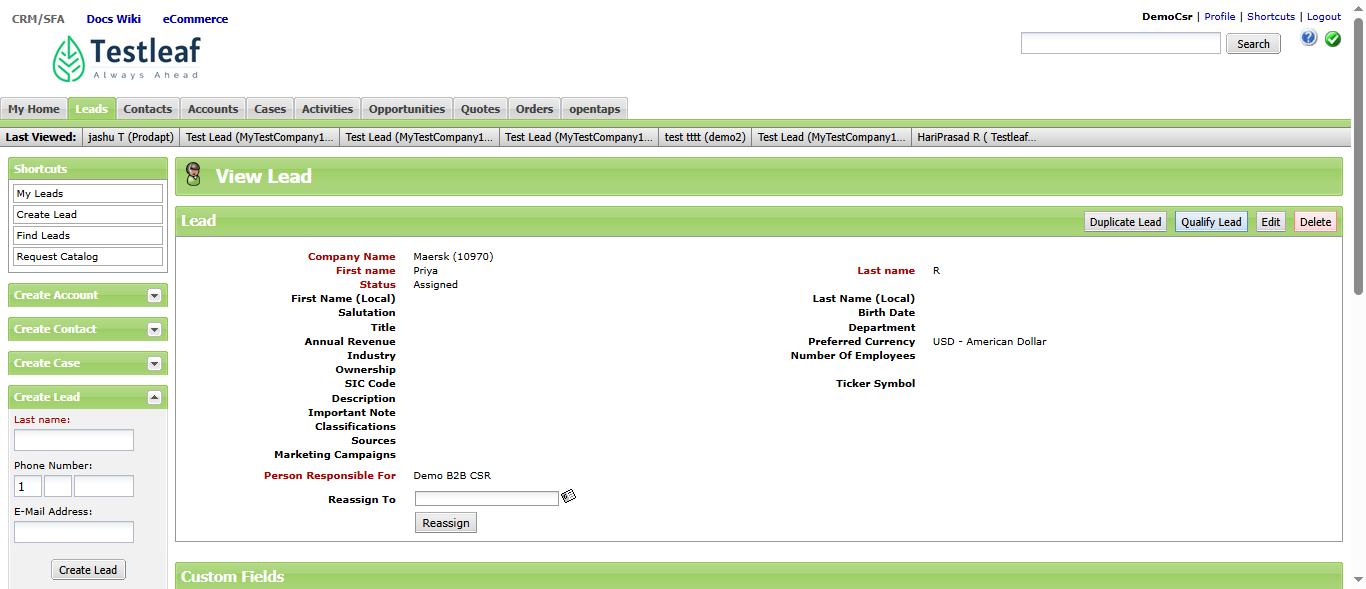 CRM/SFA Docs Wiki eCommerce
DemoCsr | Profile | Shortcuts | Logout
Testleaf
Always Ahead
Search
My Home Leads Contacts Accounts Cases Activities Opportunities Quotes Orders opentaps
Last Viewed: jashu T (Prodapt) Test Lead (MyTestCompany1... Test Lead (MyTestCompany1... Test Lead (MyTestCompany1... test tttt (demo2) Test Lead (MyTestCompany1... HariPrasad R ( Testleaf...
Shortcuts
My Leads
Create Lead
Find Leads
Request Catalog
Create Account
Create Contact
Create Case
Create Lead
Last name:
Phone Number:
1
E-Mail Address:
Create Lead
View Lead
Lead Duplicate Lead Qualify Lead Edit Delete
Company Name Maersk (10970)
First name Priya Last name R
Status Assigned
First Name (Local) Last Name (Local)
Salutation Birth Date
Title Department
Annual Revenue Preferred Currency USD - American Dollar
Industry Number Of Employees
Ownership
SIC Code Ticker Symbol
Description
Important Note
Classifications
Sources
Marketing Campaigns
Person Responsible For Demo B2B CSR
Reassign To
Reassign
Custom Fields